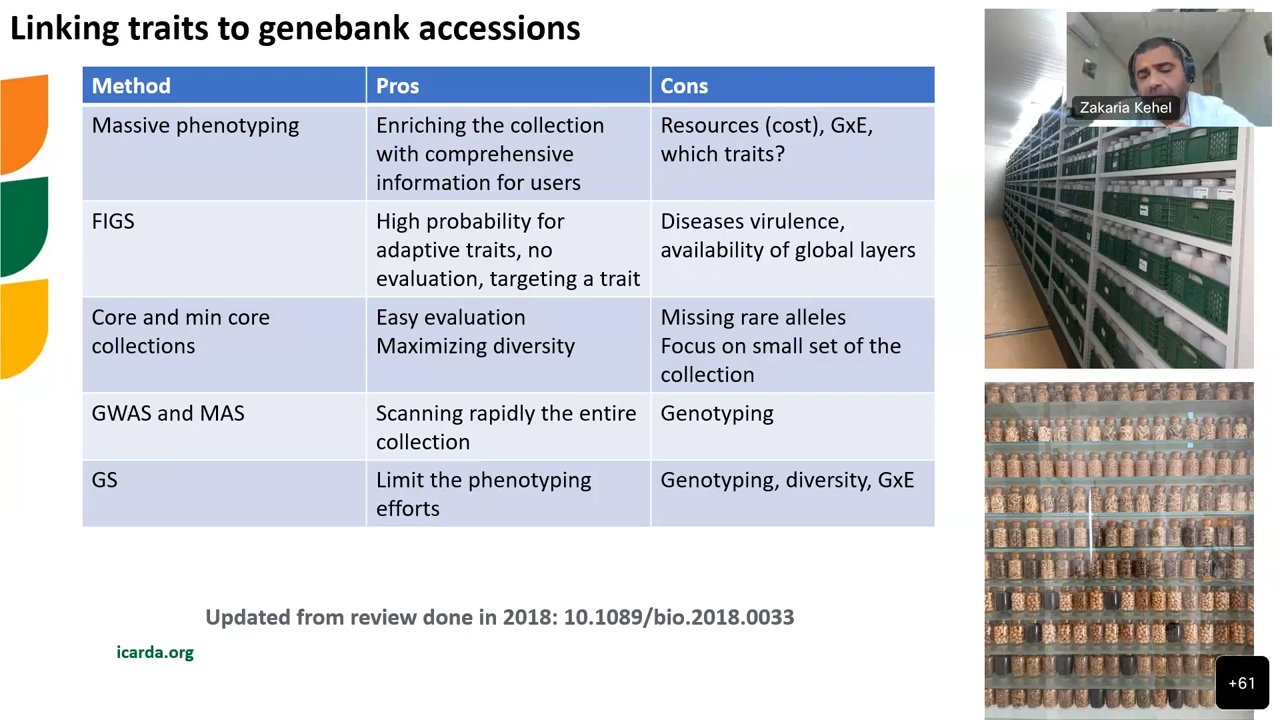 Linking traits to genebank accessions
Zakaria Kehel
Method Pros Cons
Massive phenotyping
Enriching the collection
with comprehensive
information for users
Resources (cost), GxE,
which traits?
FIGS
High probability for
adaptive traits, no
evaluation, targeting a trait
Diseases virulence,
availability of global layers
Core and min core
collections
Easy evaluation
Maximizing diversity
Missing rare alleles
Focus on small set of the
collection
GWAS and MAS
Scanning rapidly the entire
collection
Genotyping
GS
Limit the phenotyping
efforts
Genotyping, diversity, GxE
Updated from review done in 2018: 10.1089/bio.2018.0033
icarda.org
+61